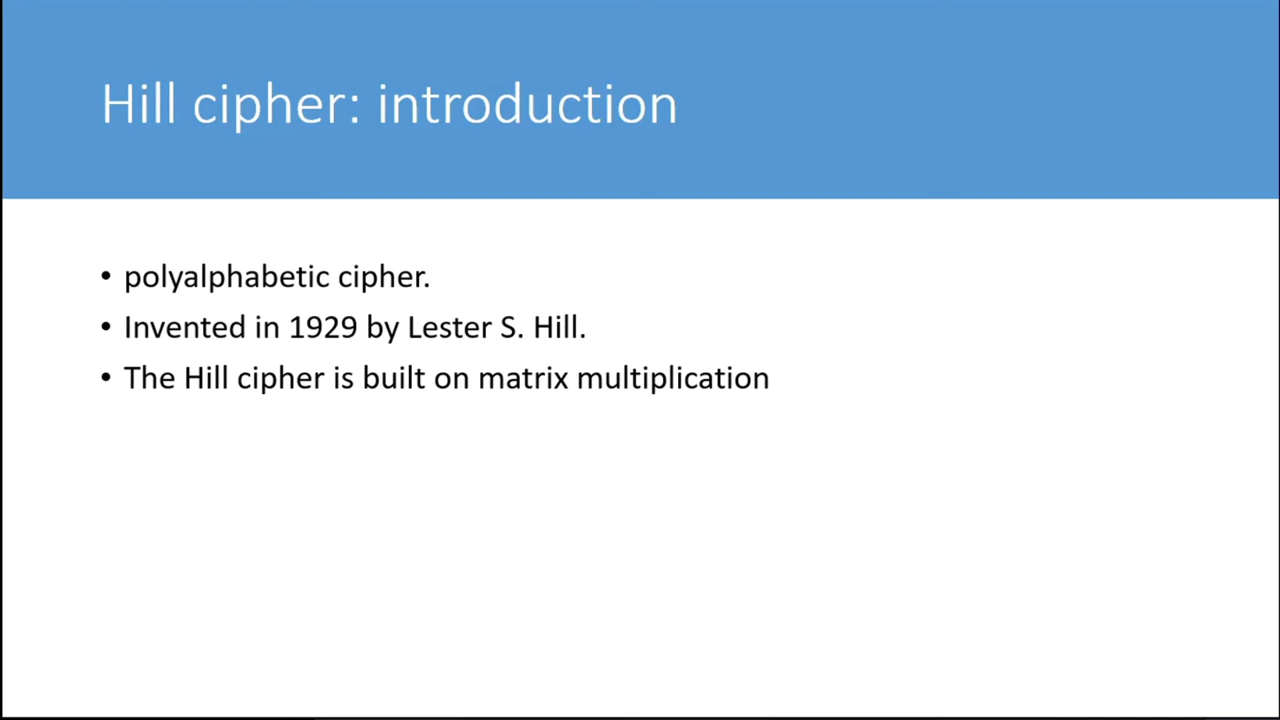 Hill cipher: introduction
• polyalphabetic cipher.
• Invented in 1929 by Lester S. Hill.
• The Hill cipher is built on matrix multiplication